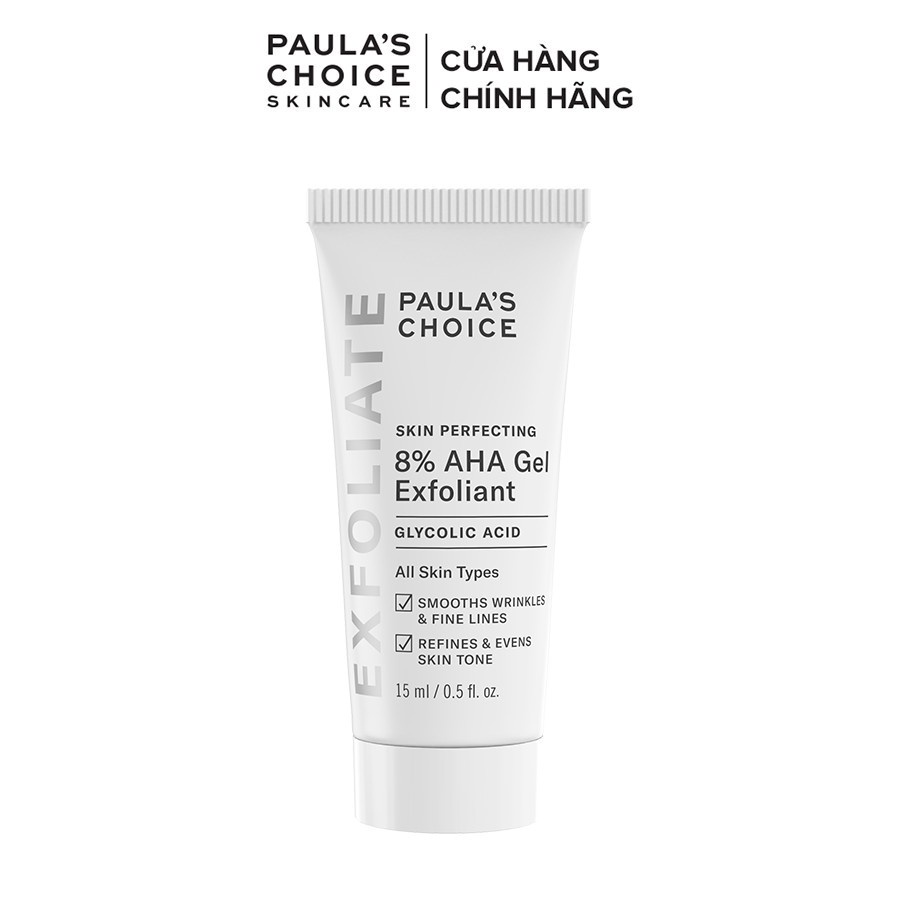 PAULA'S
CHOICE
SKINCARE
CỬA HÀNG
CHÍNH HÃNG
EXFOLIATE
PAULA'S
CHOICE
SKIN PERFECTING
8% AHA Gel
Exfoliant
GLYCOLIC ACID
All Skin Types
SMOOTHS WRINKLES
& FINE LINES
REFINES & EVENS
SKIN TONE
15 ml / 0.5 fl. oz.